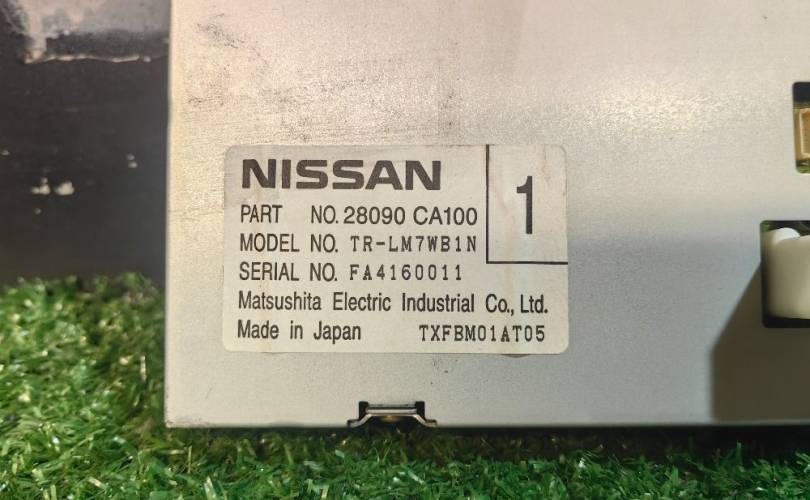 NISSAN
1
PART NO. 28090 CA100
MODEL NO. TR-LM7WB1N
SERIAL NO. FA4160011
Matsushita Electric Industrial Co., Ltd.
Made in Japan TXFBM01AT05